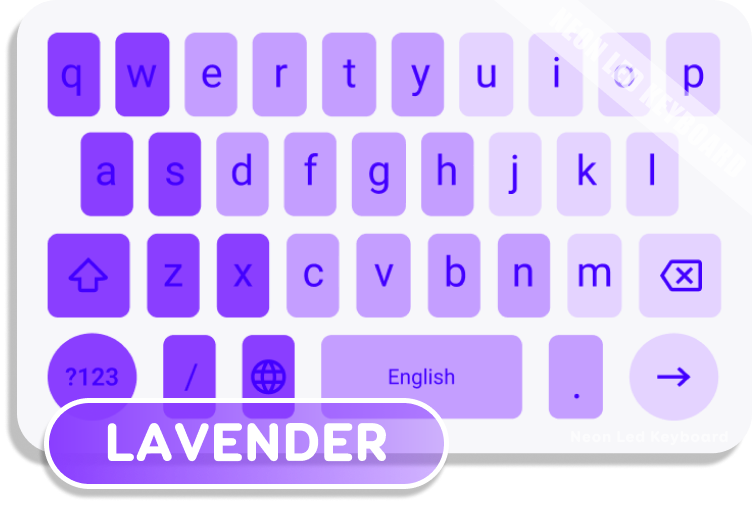 NEON LED KEYBOARD
q w e r t y u i o p
a s d f g h j k l
z x c v b n m
?123 / English .
Neon Led Keyboard
LAVENDER